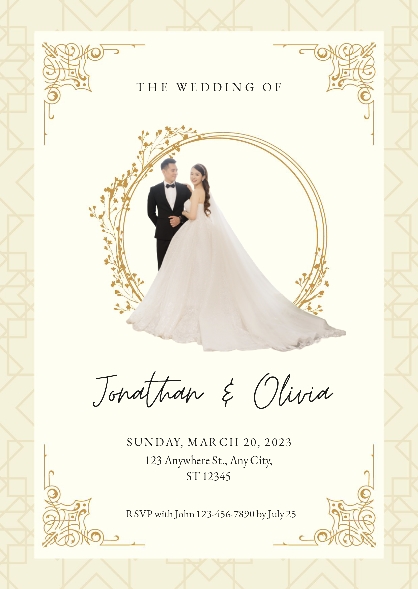 THE WEDDING OF
Jonathan & Olivia
SUNDAY, MARCH 20, 2023
123 Anywhere St., Any City,
ST 12345
RSVP with John 123-456-7890 by July 25